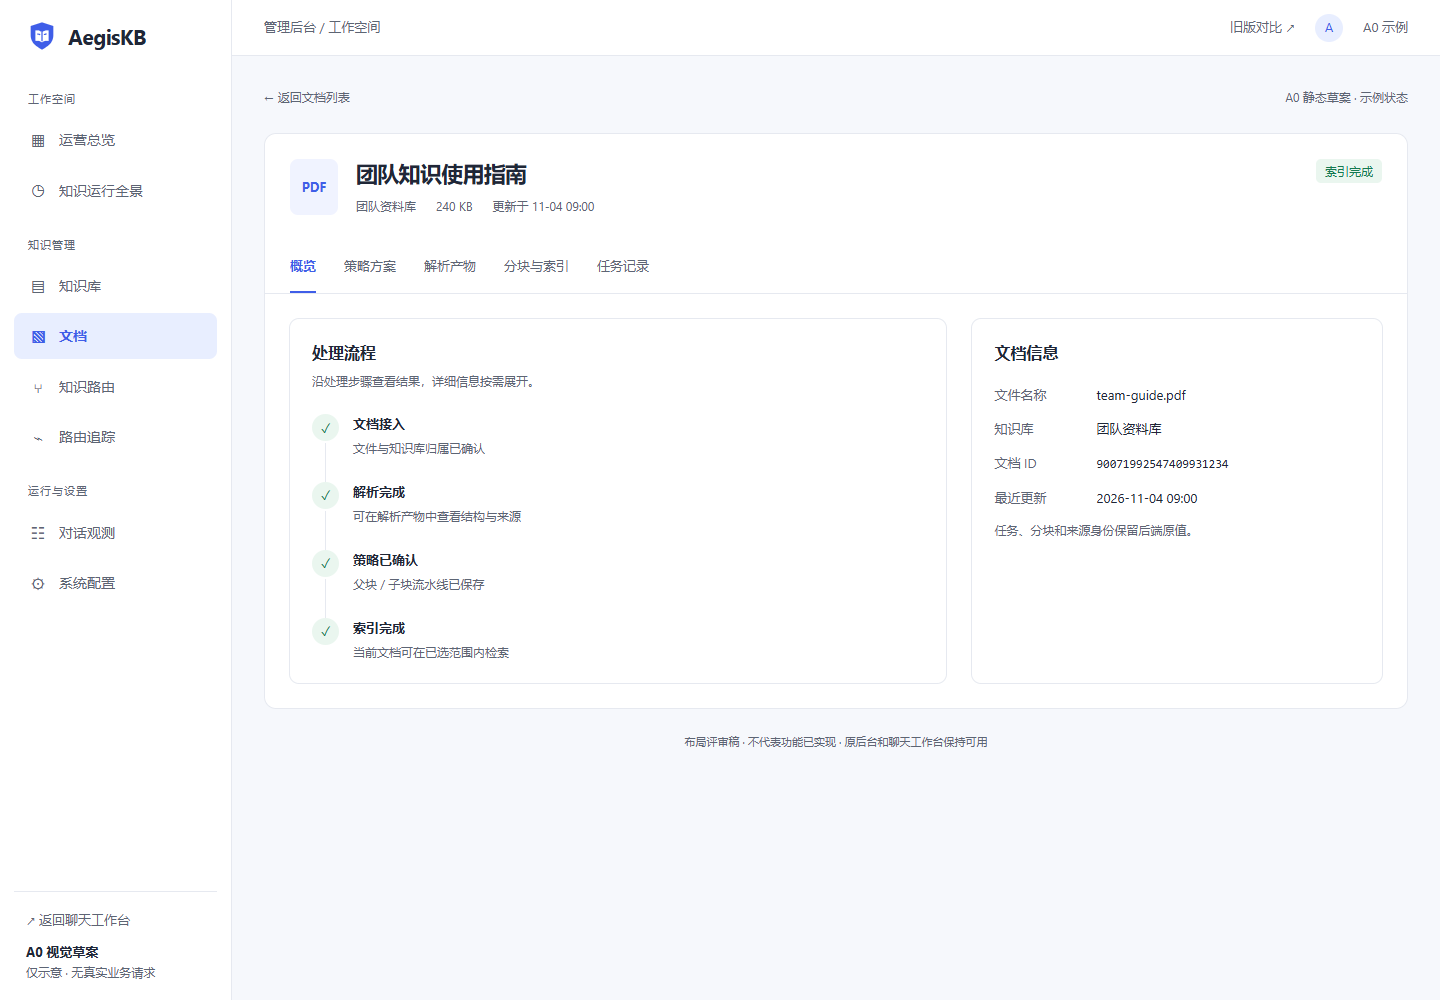 AegisKB
工作空间
运营总览
知识运行全景
知识管理
知识库
文档
知识路由
路由追踪
运行与设置
对话观测
系统配置
↗ 返回聊天工作台
A0 视觉草案
仅示意 · 无真实业务请求
管理后台 / 工作空间
旧版对比 ↗
A
A0 示例
← 返回文档列表
A0 静态草案 · 示例状态
PDF
团队知识使用指南
团队资料库 240 KB 更新于 11-04 09:00
索引完成
概览 策略方案 解析产物 分块与索引 任务记录
处理流程
沿处理步骤查看结果，详细信息按需展开。
✓ 文档接入
文件与知识库归属已确认
✓ 解析完成
可在解析产物中查看结构与来源
✓ 策略已确认
父块 / 子块流水线已保存
✓ 索引完成
当前文档可在已选范围内检索
文档信息
文件名称 team-guide.pdf
知识库 团队资料库
文档 ID 90071992547409931234
最近更新 2026-11-04 09:00
任务、分块和来源身份保留后端原值。
布局评审稿 · 不代表功能已实现 · 原后台和聊天工作台保持可用